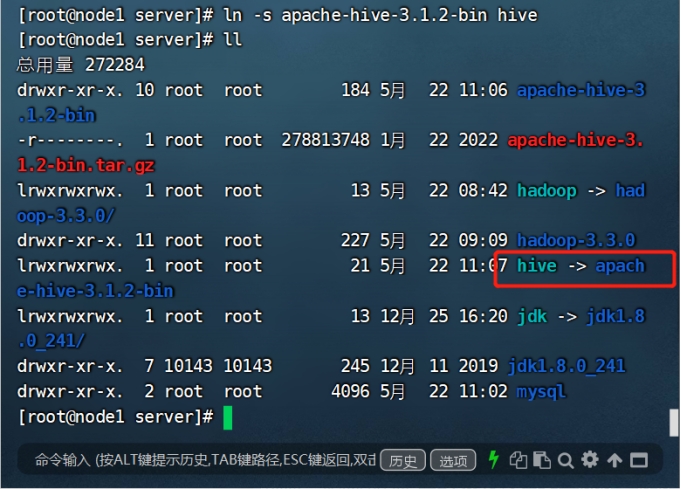 [root@node1 server]# ln -s apache-hive-3.1.2-bin hive
[root@node1 server]# ll
总用量 272284
drwxr-xr-x. 10 root  root        184 5月  22 11:06 apache-hive-3
.1.2-bin
-r--------.  1 root  root  278813748 1月  22 2022 apache-hive-3.
1.2-bin.tar.gz
lrwxrwxrwx.  1 root  root         13 5月  22 08:42 hadoop -> had
oop-3.3.0/
drwxr-xr-x. 11 root  root        227 5月  22 09:09 hadoop-3.3.0
lrwxrwxrwx.  1 root  root         21 5月  22 11:07 hive -> apach
e-hive-3.1.2-bin
lrwxrwxrwx.  1 root  root         13 12月 25 16:20 jdk -> jdk1.8
.0_241/
drwxr-xr-x.  7 10143 10143       245 12月 11 2019 jdk1.8.0_241
drwxr-xr-x.  2 root  root       4096 5月  22 11:02 mysql
[root@node1 server]#
命令输入 (按ALT键提示历史,TAB键路径,ESC键返回,双击 历史 选项